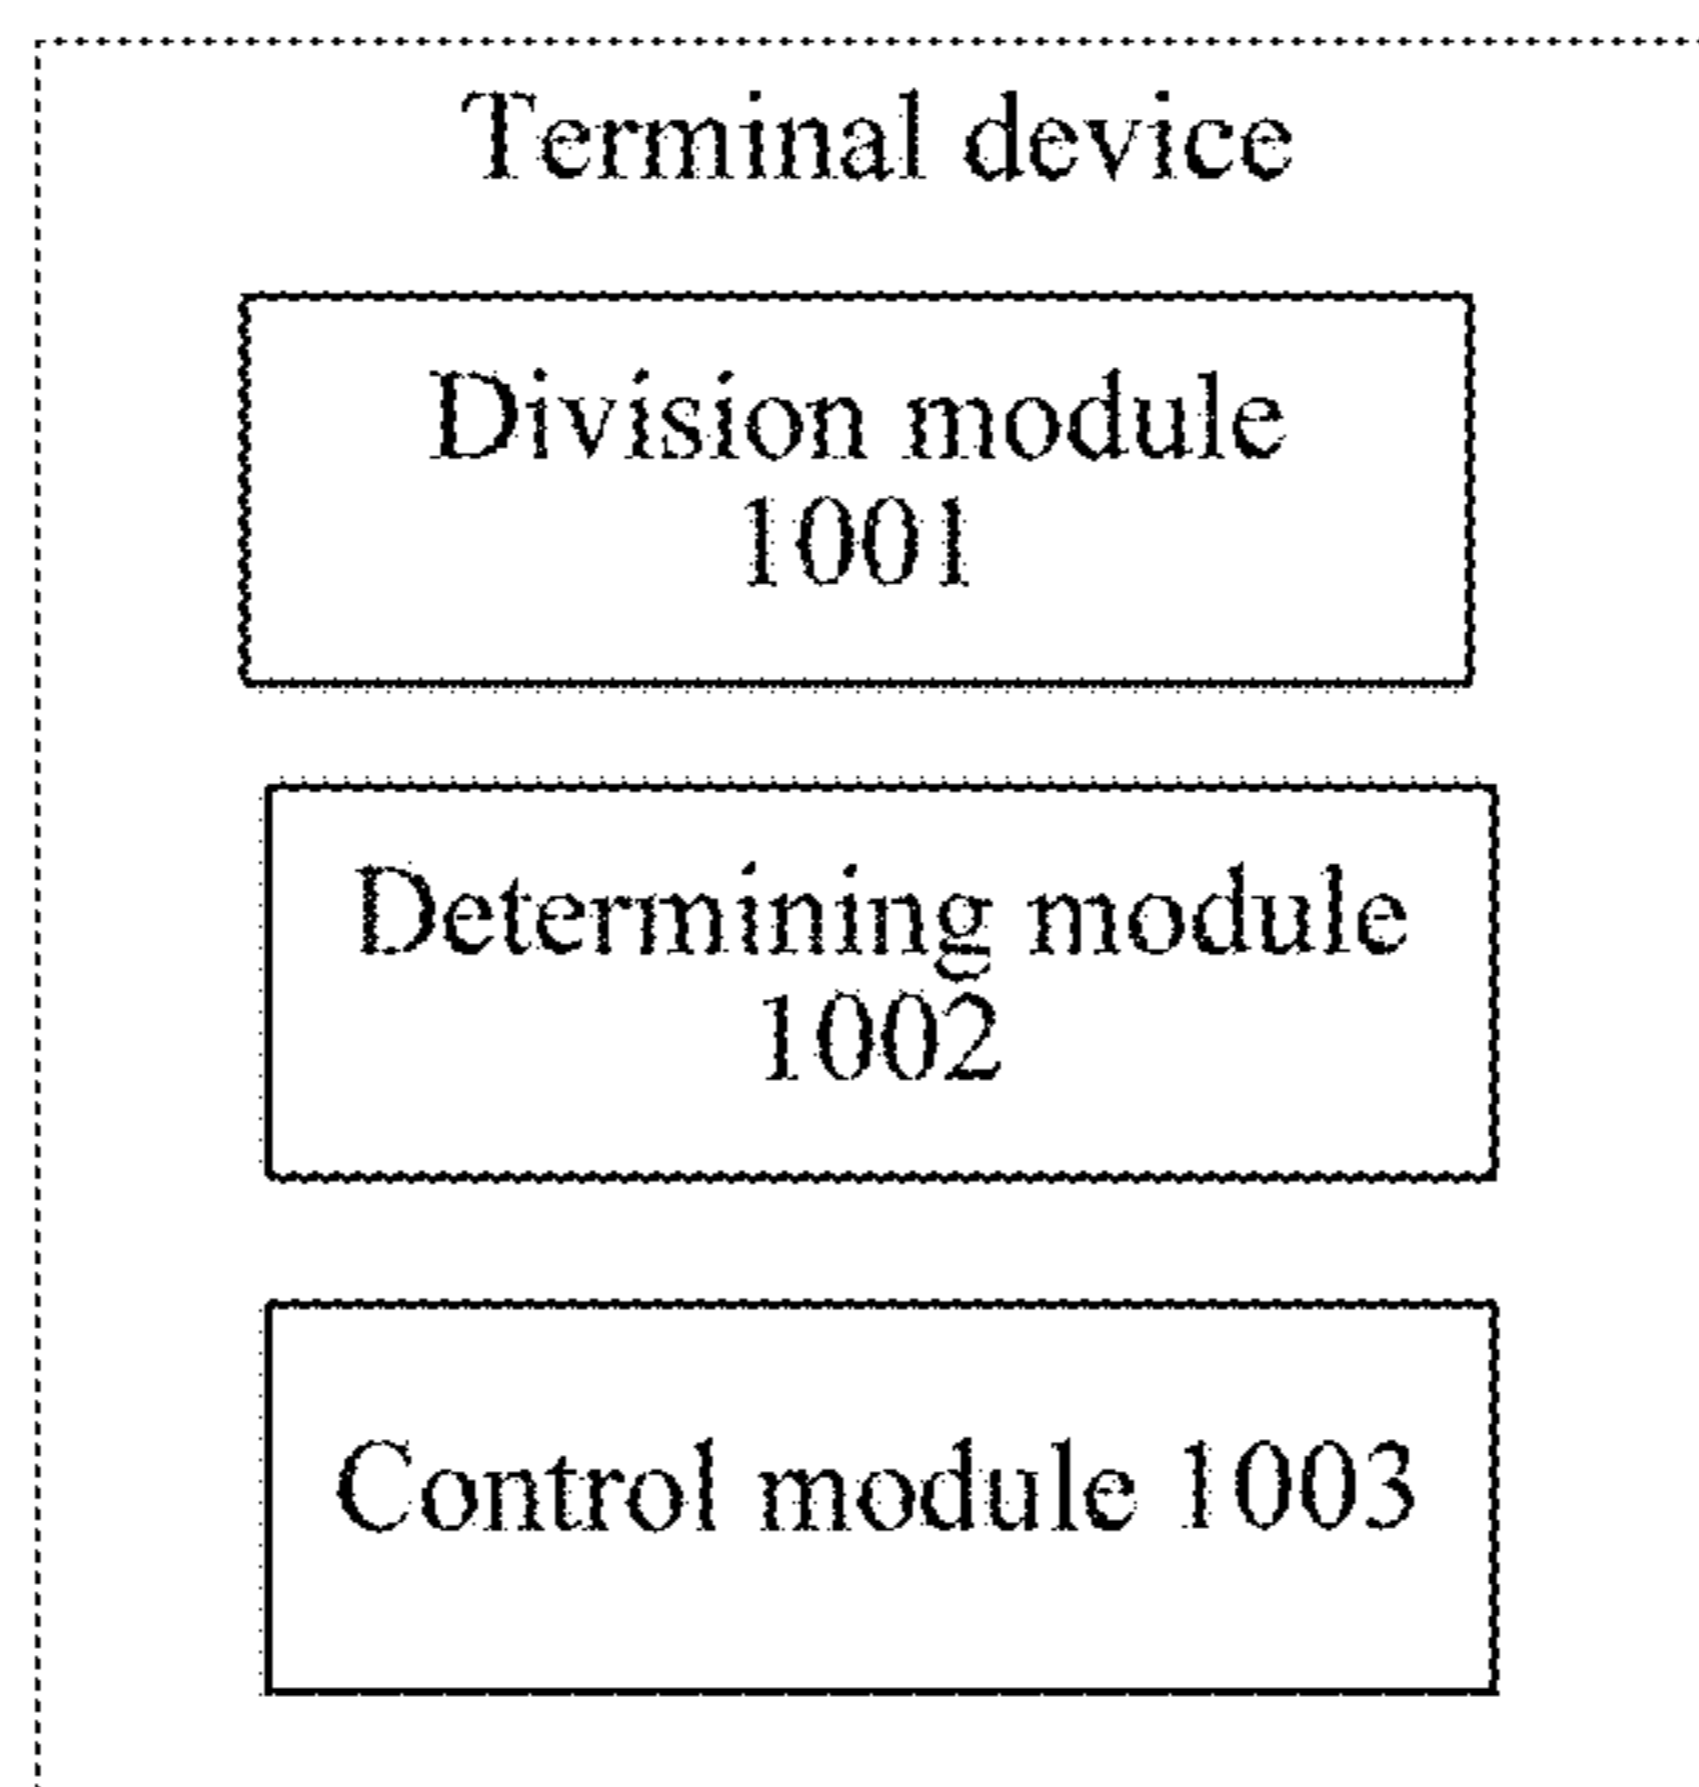 Terminal device
Division module
1001
Determining module
1002
Control module 1003